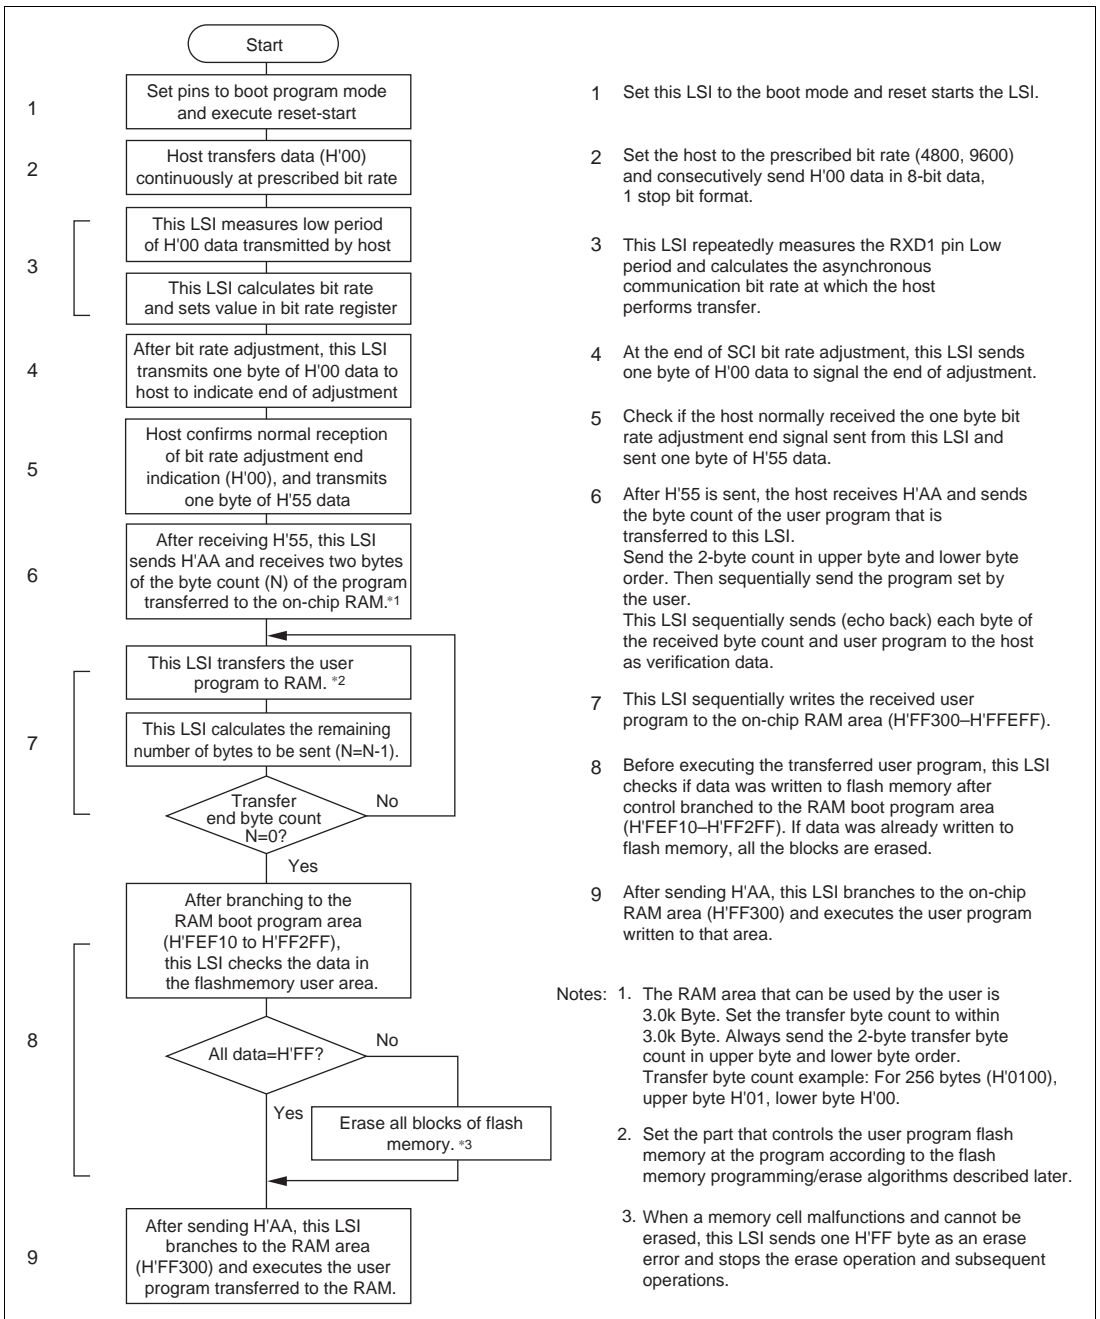 Start
1
Set pins to boot program mode
and execute reset-start
2
Host transfers data (H'00)
continuously at prescribed bit rate
3
This LSI measures low period
of H'00 data transmitted by host
This LSI calculates bit rate
and sets value in bit rate register
4
After bit rate adjustment, this LSI
transmits one byte of H'00 data to
host to indicate end of adjustment
5
Host confirms normal reception
of bit rate adjustment end
indication (H'00), and transmits
one byte of H'55 data
6
After receiving H'55, this LSI
sends H'AA and receives two bytes
of the byte count (N) of the program
transferred to the on-chip RAM.*1
7
This LSI transfers the user
program to RAM. *2
This LSI calculates the remaining
number of bytes to be sent (N=N-1).
Transfer
end byte count
N=0?
No
Yes
8
After branching to the
RAM boot program area
(H'FEF10 to H'FF2FF),
this LSI checks the data in
the flashmemory user area.
All data=H'FF?
No
Yes
Erase all blocks of flash
memory. *3
9
After sending H'AA, this LSI
branches to the RAM area
(H'FF300) and executes the user
program transferred to the RAM.
1 Set this LSI to the boot mode and reset starts the LSI.
2 Set the host to the prescribed bit rate (4800, 9600)
and consecutively send H'00 data in 8-bit data,
1 stop bit format.
3 This LSI repeatedly measures the RXD1 pin Low
period and calculates the asynchronous
communication bit rate at which the host
performs transfer.
4 At the end of SCI bit rate adjustment, this LSI sends
one byte of H'00 data to signal the end of adjustment.
5 Check if the host normally received the one byte bit
rate adjustment end signal sent from this LSI and
sent one byte of H'55 data.
6 After H'55 is sent, the host receives H'AA and sends
the byte count of the user program that is
transferred to this LSI.
Send the 2-byte count in upper byte and lower byte
order. Then sequentially send the program set by
the user.
This LSI sequentially sends (echo back) each byte of
the received byte count and user program to the host
as verification data.
7 This LSI sequentially writes the received user
program to the on-chip RAM area (H'FF300–H'FFEFF).
8 Before executing the transferred user program, this LSI
checks if data was written to flash memory after
control branched to the RAM boot program area
(H'FEF10–H'FF2FF). If data was already written to
flash memory, all the blocks are erased.
9 After sending H'AA, this LSI branches to the on-chip
RAM area (H'FF300) and executes the user program
written to that area.
Notes: 1. The RAM area that can be used by the user is
3.0k Byte. Set the transfer byte count to within
3.0k Byte. Always send the 2-byte transfer byte
count in upper byte and lower byte order.
Transfer byte count example: For 256 bytes (H'0100),
upper byte H'01, lower byte H'00.
2. Set the part that controls the user program flash
memory at the program according to the flash
memory programming/erase algorithms described later.
3. When a memory cell malfunctions and cannot be
erased, this LSI sends one H'FF byte as an erase
error and stops the erase operation and subsequent
operations.